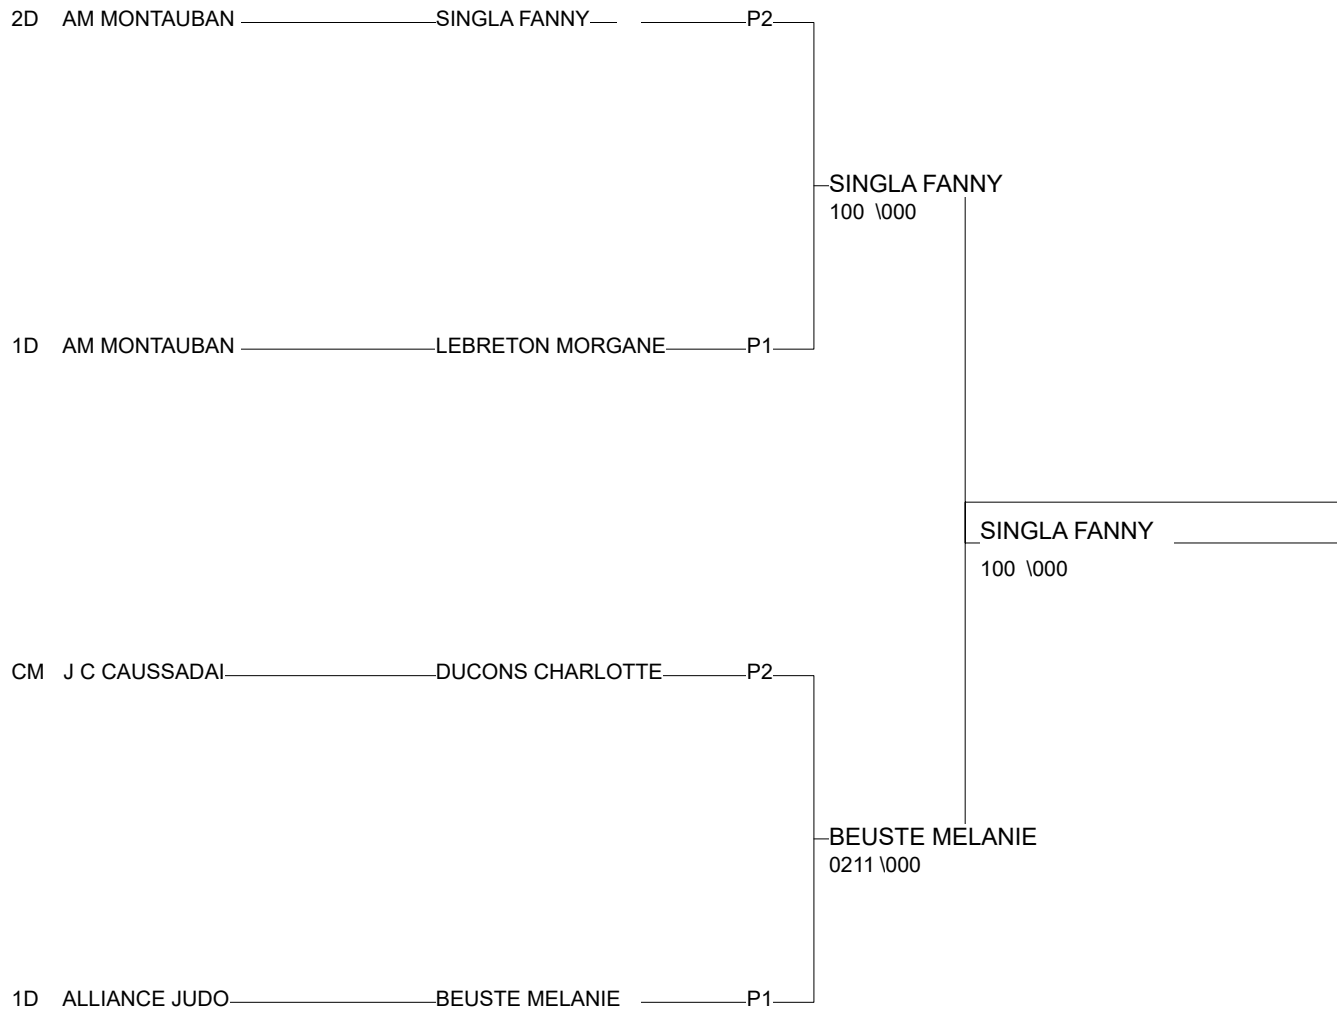 2D AM MONTAUBAN SINGLA FANNY P2
SINGLA FANNY
100 \000
1D AM MONTAUBAN LEBRETON MORGANE P1
SINGLA FANNY
100 \000
CM J C CAUSSADAI DUCONS CHARLOTTE P2
BEUSTE MELANIE
0211 \000
1D ALLIANCE JUDO BEUSTE MELANIE P1